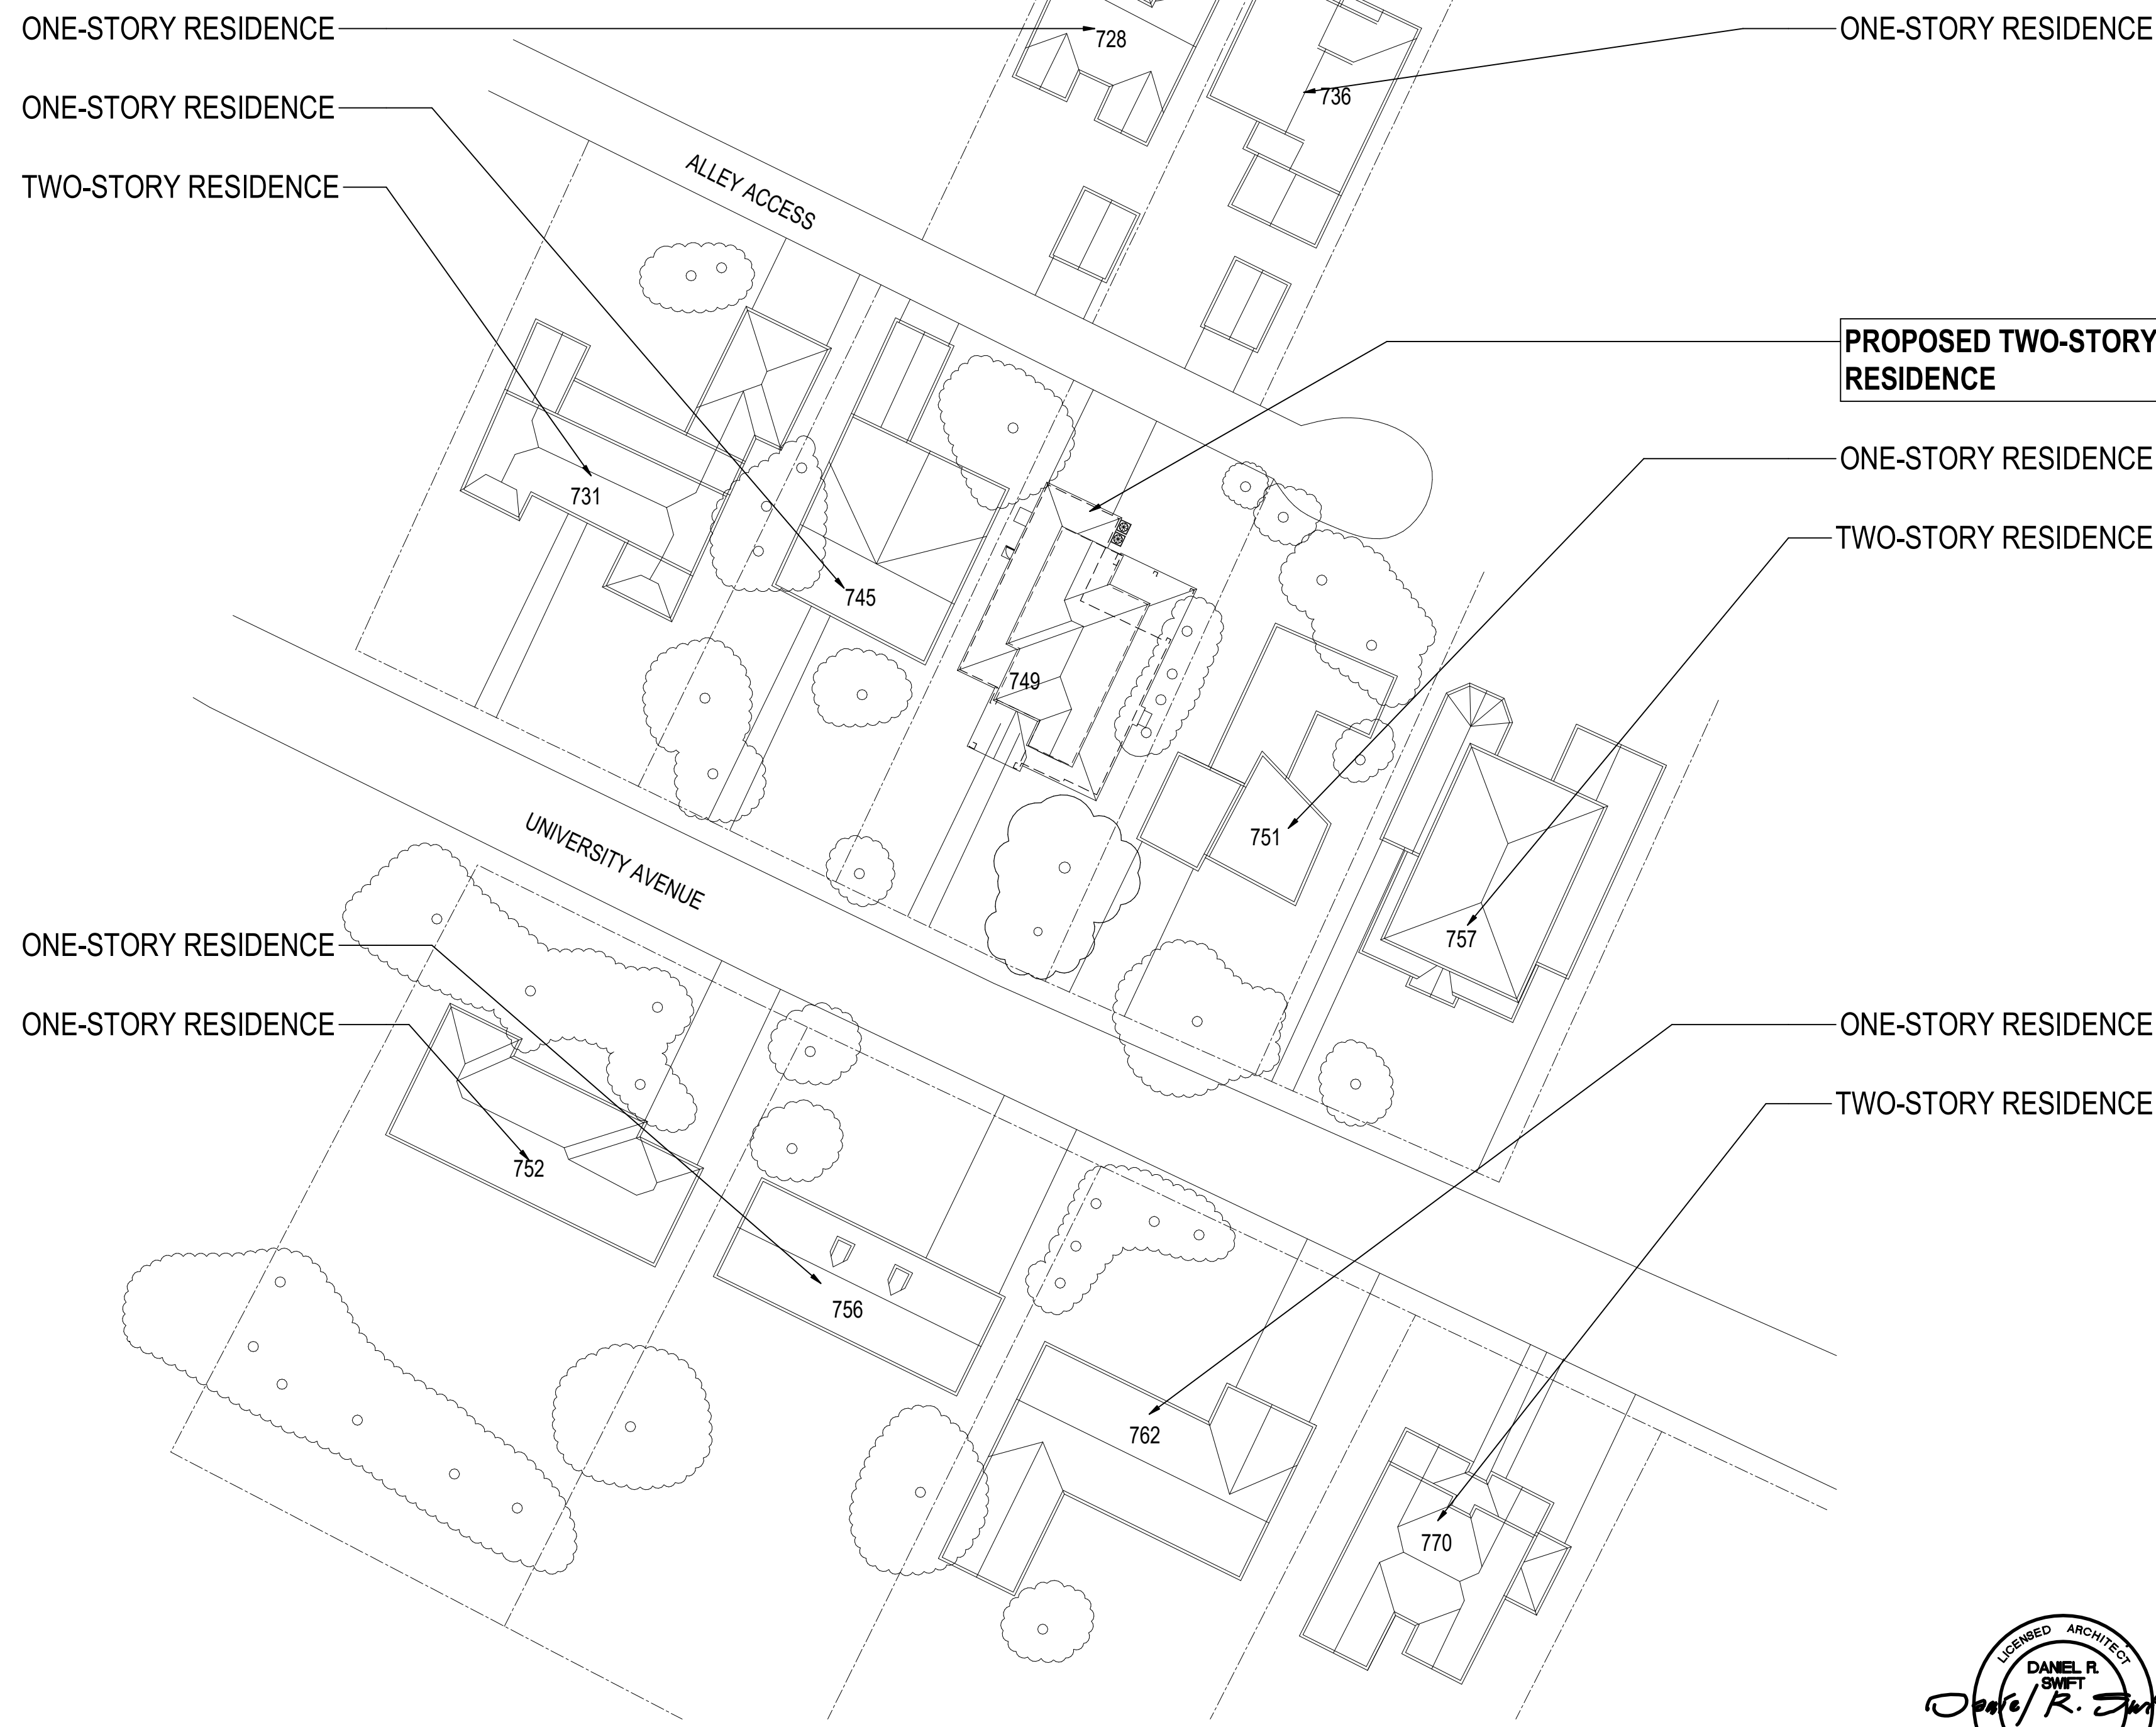 ONE-STORY RESIDENCE
728
ONE-STORY RESIDENCE
736
ONE-STORY RESIDENCE
ALLEY ACCESS
TWO-STORY RESIDENCE
PROPOSED TWO-STORY
RESIDENCE
ONE-STORY RESIDENCE
731
TWO-STORY RESIDENCE
745
749
751
UNIVERSITY AVENUE
757
ONE-STORY RESIDENCE
ONE-STORY RESIDENCE
ONE-STORY RESIDENCE
TWO-STORY RESIDENCE
752
756
762
770
LICENSED ARCHITECT
DANIEL R.
SWIFT
Daniel R.